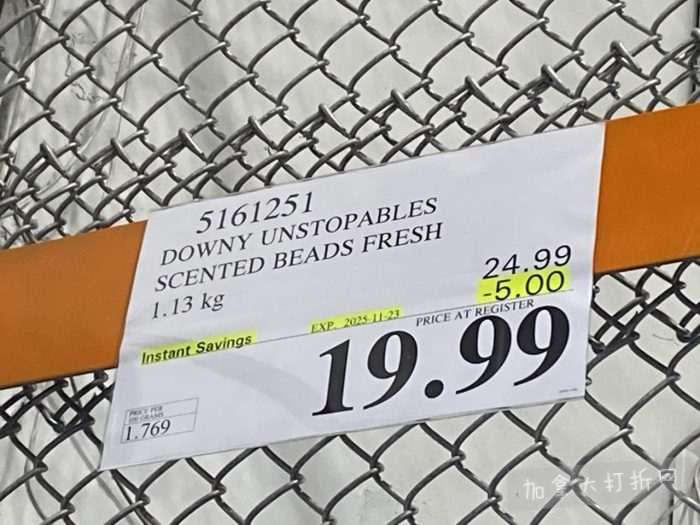 5161251
DOWNY UNSTOPABLES
SCENTED BEADS FRESH
1.13 kg
24.99
-5.00
Instant Savings
EXP. 2025-11-23
PRICE AT REGISTER
19.99
PRICE PER
100 GRAMS
1.769
加拿大打折网